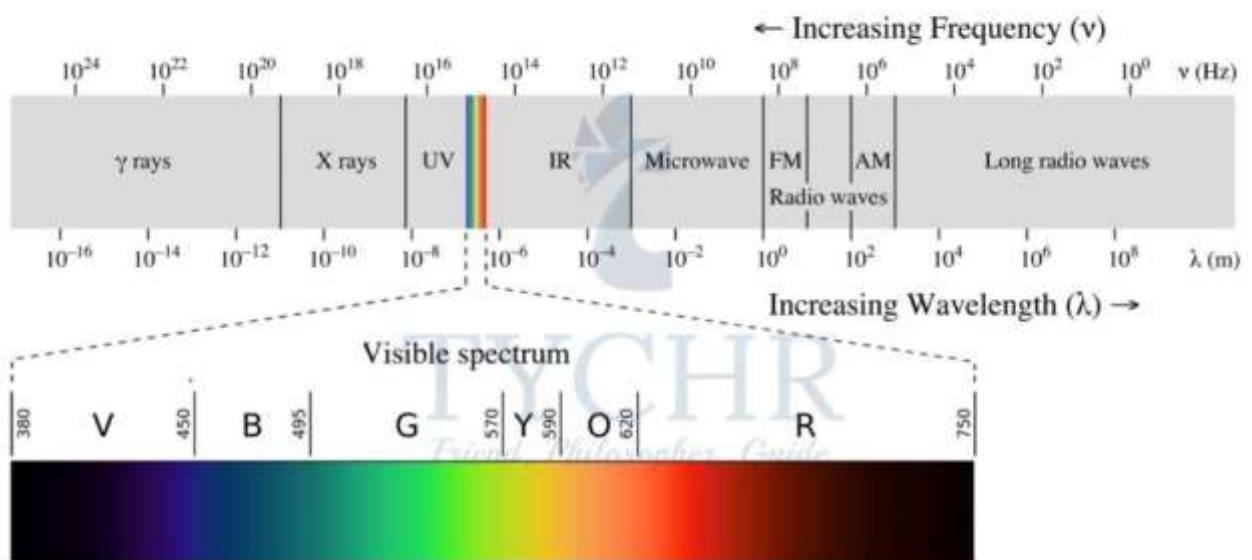 ← Increasing Frequency (ν)
10²⁴ 10²² 10²⁰ 10¹⁸ 10¹⁶ 10¹⁴ 10¹² 10¹⁰ 10⁸ 10⁶ 10⁴ 10² 10⁰ ν (Hz)
γ rays X rays UV IR Microwave FM AM Long radio waves
Radio waves
10⁻¹⁶ 10⁻¹⁴ 10⁻¹² 10⁻¹⁰ 10⁻⁸ 10⁻⁶ 10⁻⁴ 10⁻² 10⁰ 10² 10⁴ 10⁶ 10⁸ λ (m)
Increasing Wavelength (λ) →
TYCHR
Visible spectrum
380 V 450 B 495 G 570 Y 590 O 620 R 750
Friend, Philosopher, Guide